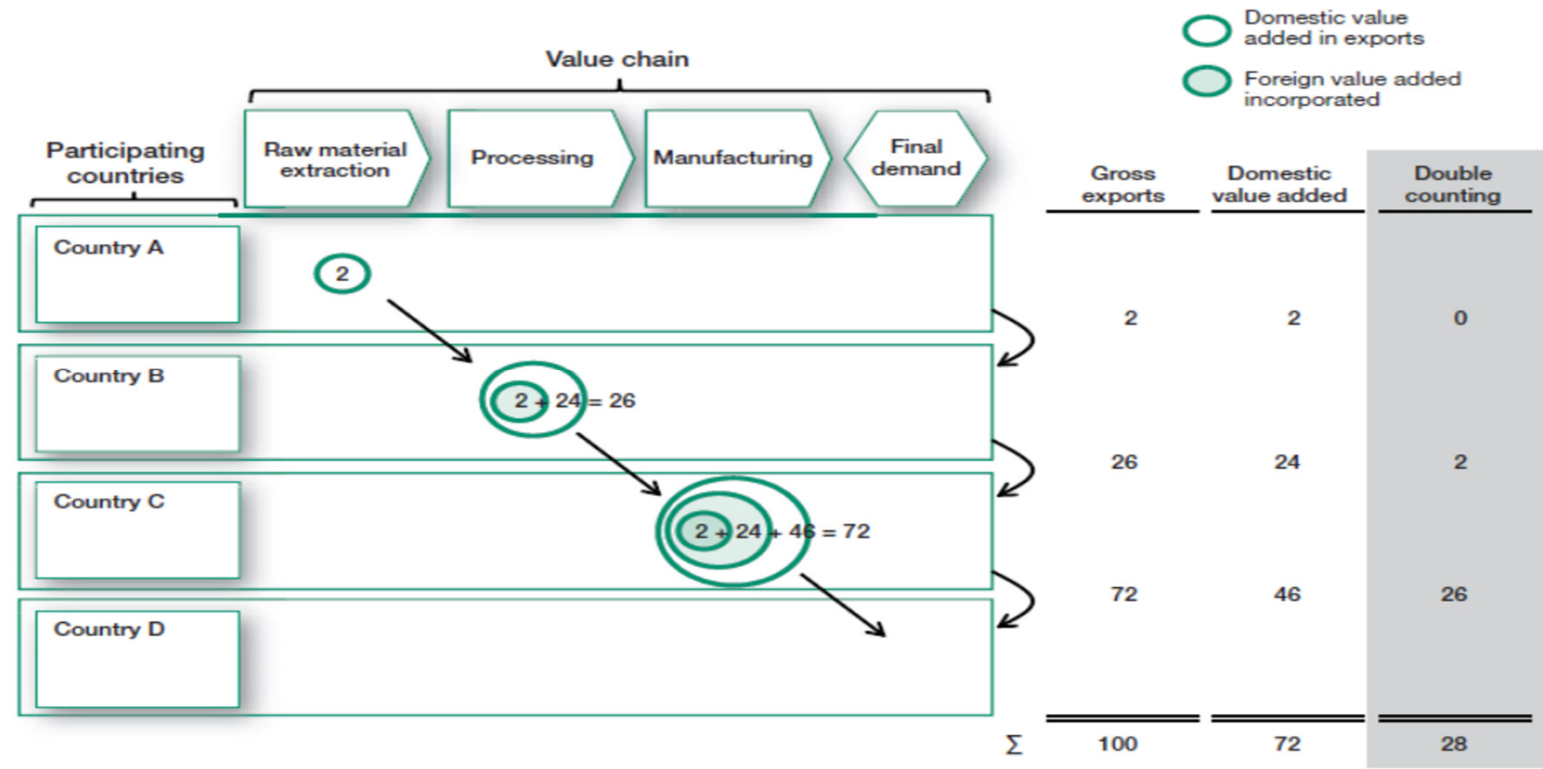 Domestic value
added in exports
Foreign value added
incorporated
Value chain
Participating
countries
Raw material
extraction
Processing
Manufacturing
Final
demand
Gross
exports
Domestic
value added
Double
counting
Country A
2
2 2 0
Country B
2 + 24 = 26
26 24 2
Country C
2 + 24 + 46 = 72
72 46 26
Country D
Σ 100 72 28